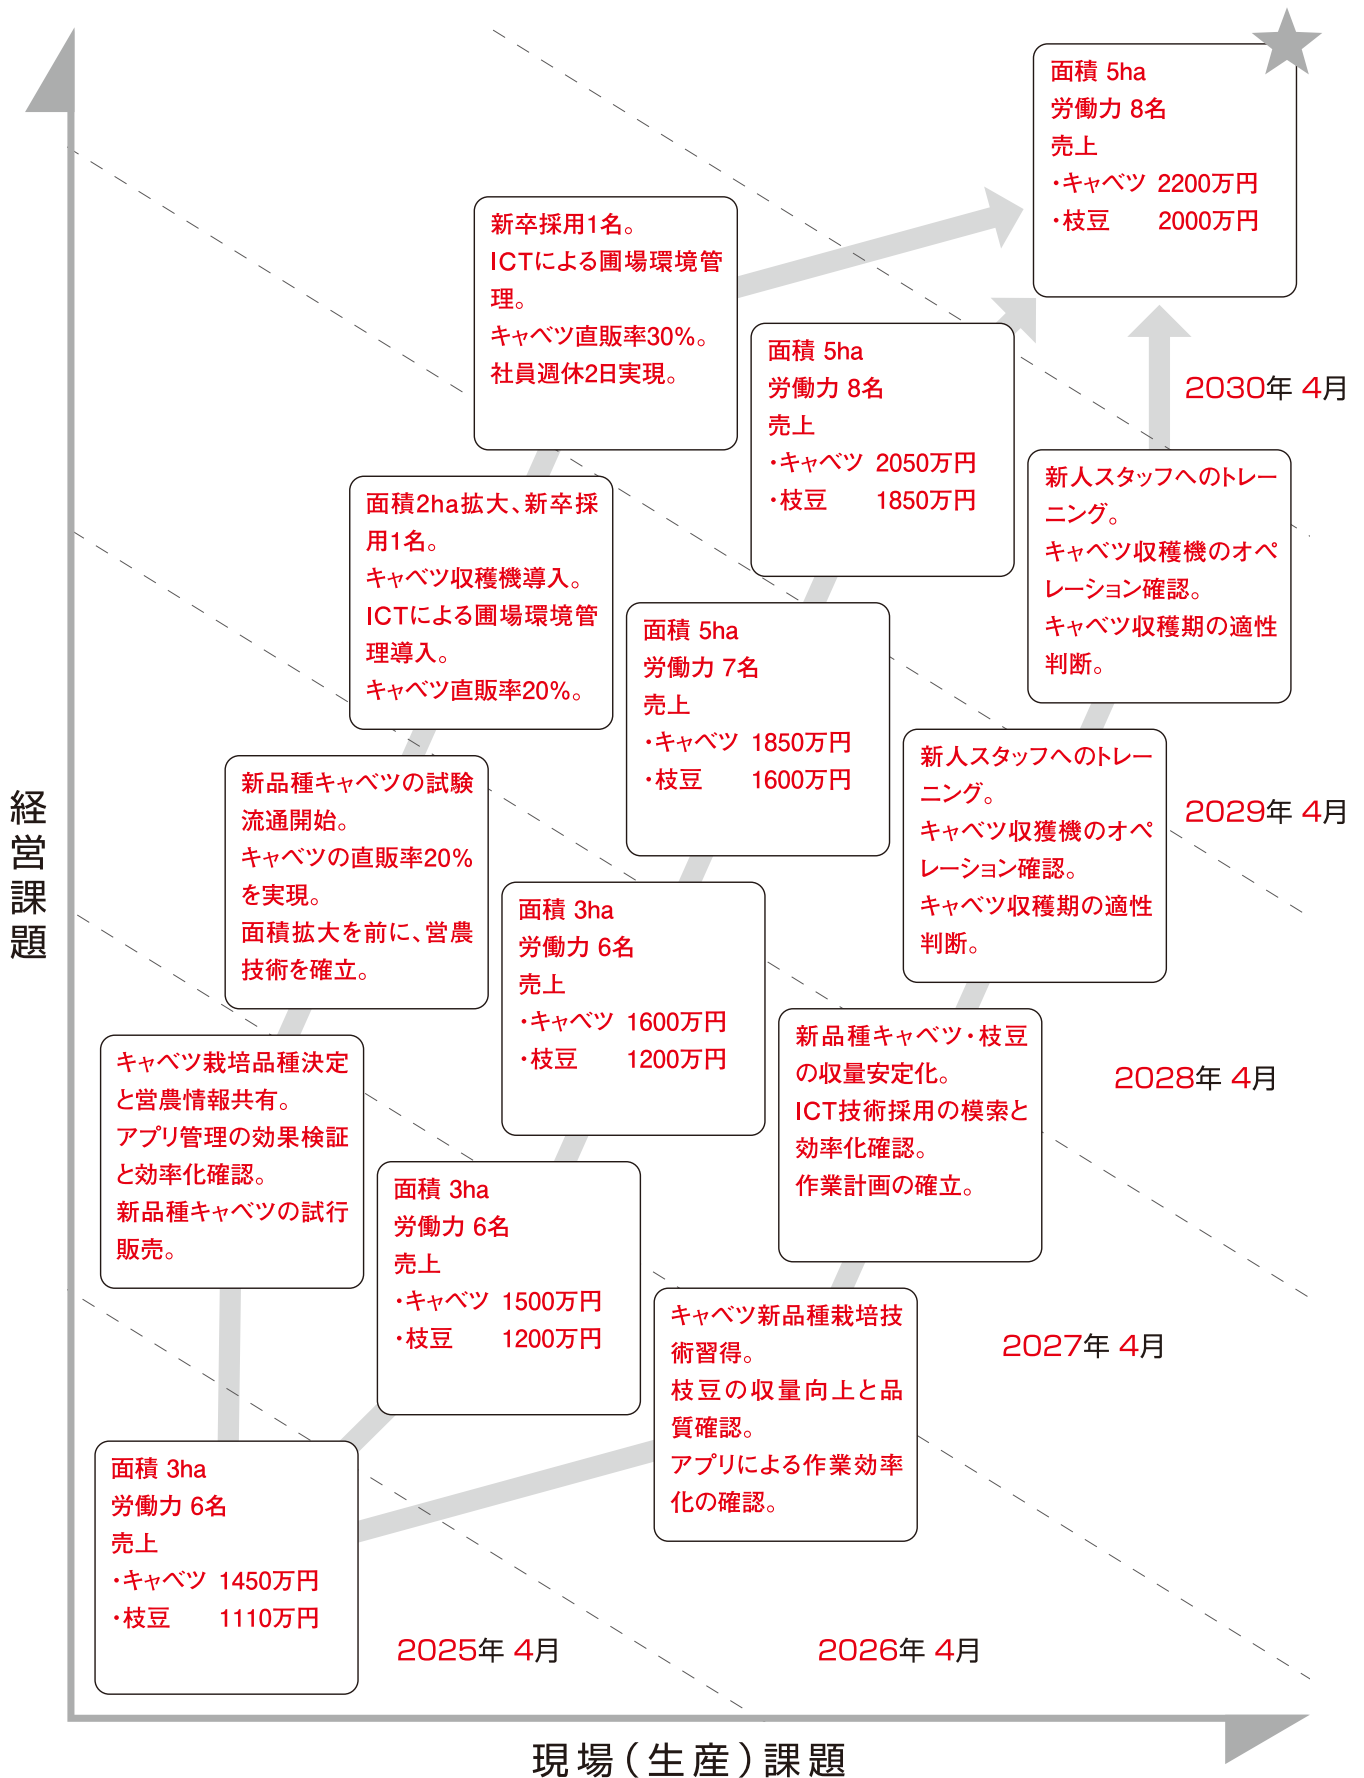 面積 5ha
労働力 8名
売上
・キャベツ 2200万円
・枝豆 2000万円
新卒採用1名。
ICTによる圃場環境管
理。
キャベツ直販率30%。
社員週休2日実現。
面積 5ha
労働力 8名
売上
・キャベツ 2050万円
・枝豆 1850万円
2030年 4月
新人スタッフへのトレー
ニング。
キャベツ収穫機のオペ
レーション確認。
キャベツ収穫期の適性
判断。
面積2ha拡大、新卒採
用1名。
キャベツ収穫機導入。
ICTによる圃場環境管
理導入。
キャベツ直販率20%。
面積 5ha
労働力 7名
売上
・キャベツ 1850万円
・枝豆 1600万円
新人スタッフへのトレー
ニング。
キャベツ収獲機のオペ
レーション確認。
キャベツ収穫期の適性
判断。
2029年 4月
新品種キャベツの試験
流通開始。
キャベツの直販率20%
を実現。
面積拡大を前に、営農
技術を確立。
面積 3ha
労働力 6名
売上
・キャベツ 1600万円
・枝豆 1200万円
新品種キャベツ・枝豆
の収量安定化。
ICT技術採用の模索と
効率化確認。
作業計画の確立。
2028年 4月
キャベツ栽培品種決定
と営農情報共有。
アプリ管理の効果検証
と効率化確認。
新品種キャベツの試行
販売。
面積 3ha
労働力 6名
売上
・キャベツ 1500万円
・枝豆 1200万円
キャベツ新品種栽培技
術習得。
枝豆の収量向上と品
質確認。
アプリによる作業効率
化の確認。
2027年 4月
面積 3ha
労働力 6名
売上
・キャベツ 1450万円
・枝豆 1110万円
2025年 4月
2026年 4月
経営課題
現場（生産）課題